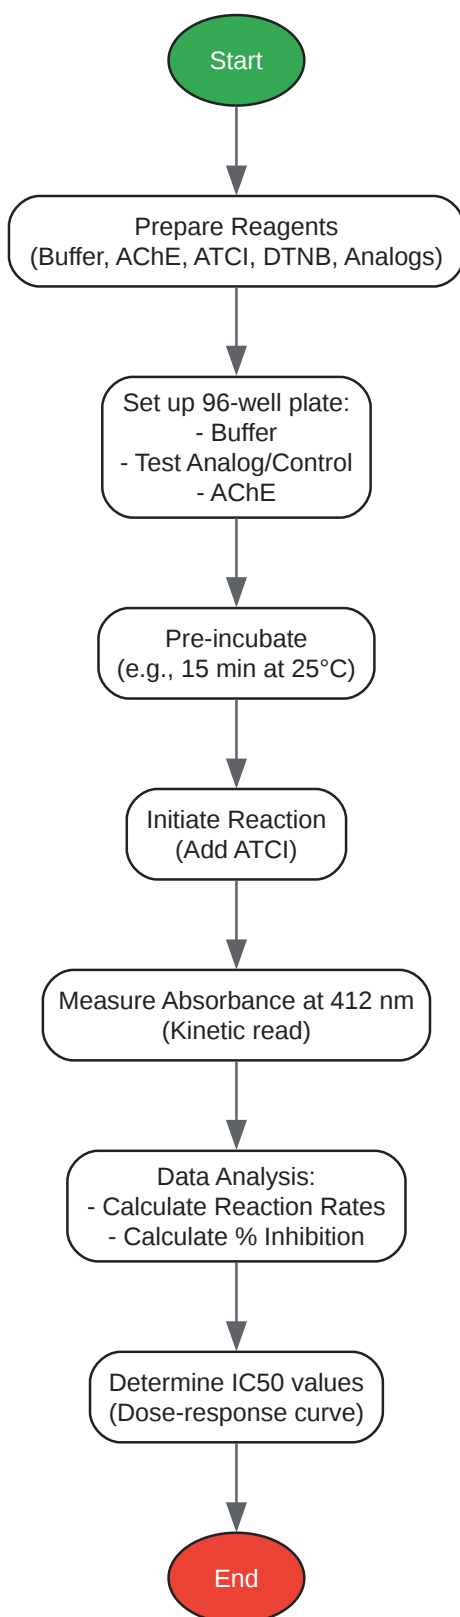 Start
Prepare Reagents
(Buffer, AChE, ATCI, DTNB, Analogs)
Set up 96-well plate:
- Buffer
- Test Analog/Control
- AChE
Pre-incubate
(e.g., 15 min at 25°C)
Initiate Reaction
(Add ATCI)
Measure Absorbance at 412 nm
(Kinetic read)
Data Analysis:
- Calculate Reaction Rates
- Calculate % Inhibition
Determine IC50 values
(Dose-response curve)
End